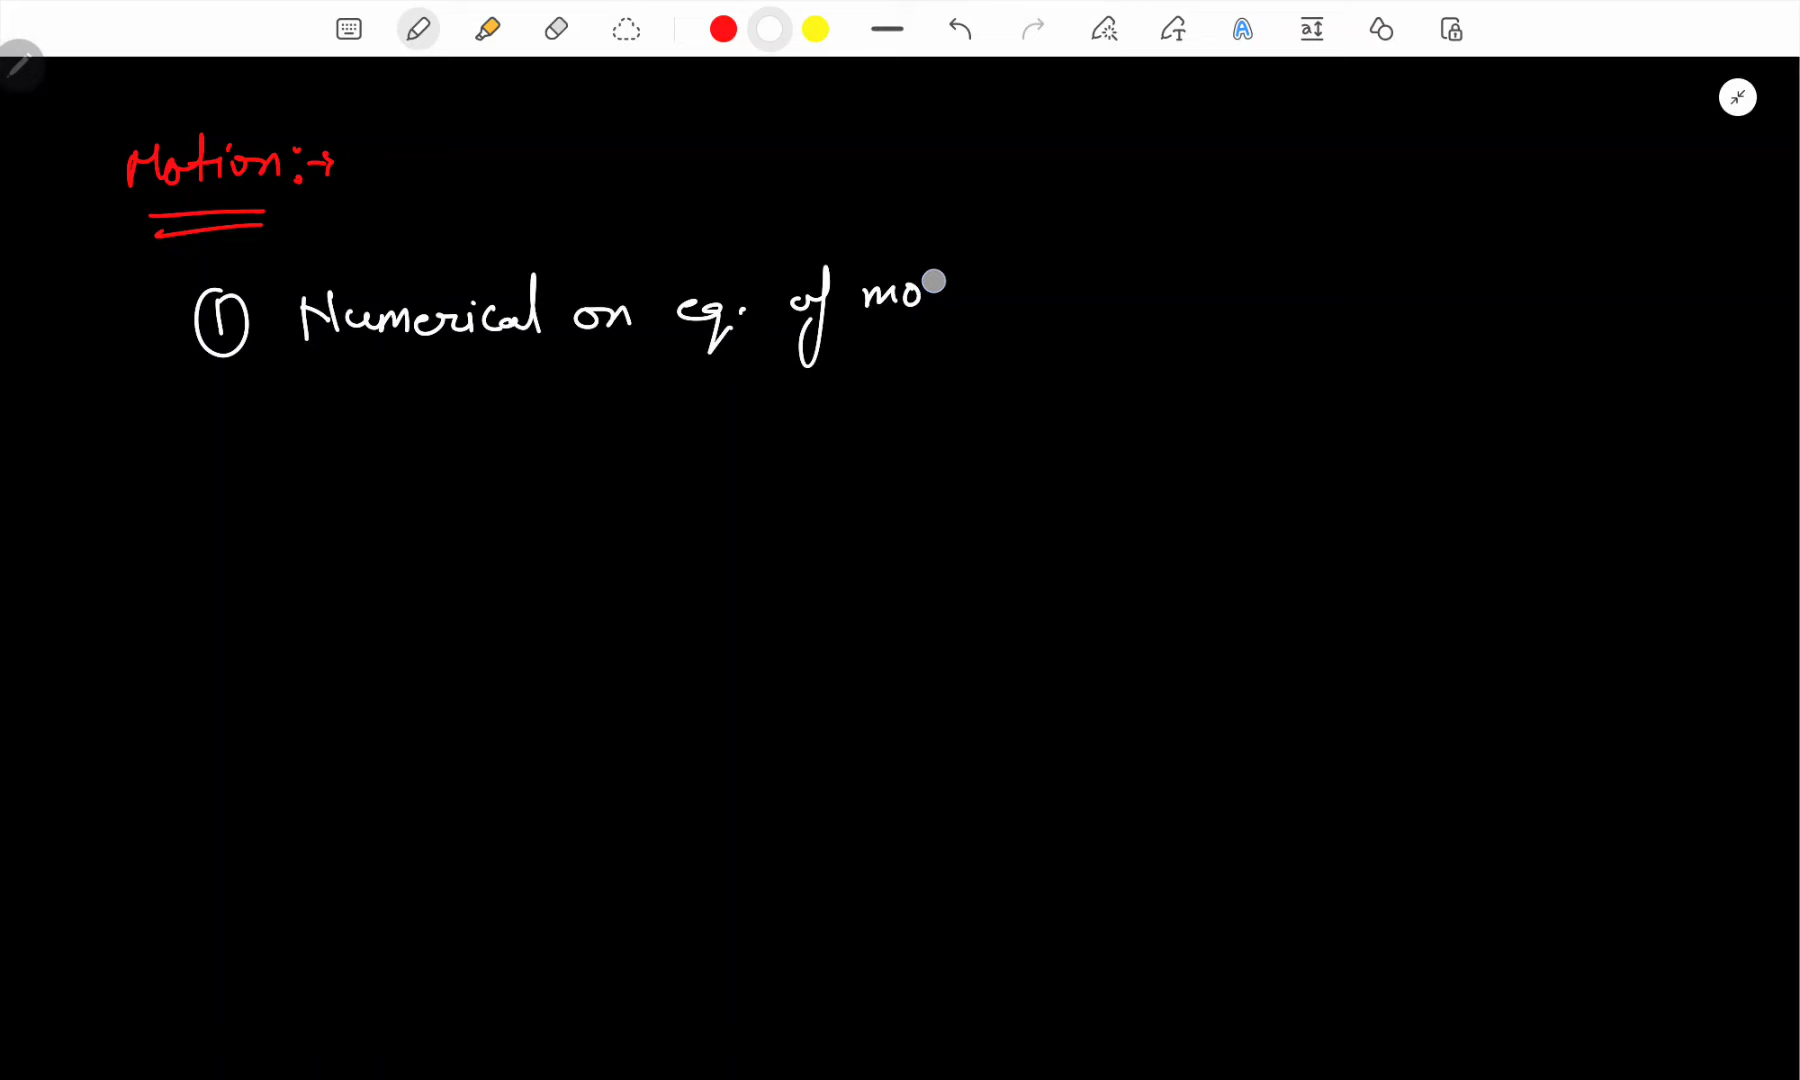 Motion:→
① Numerical on eq. of mo